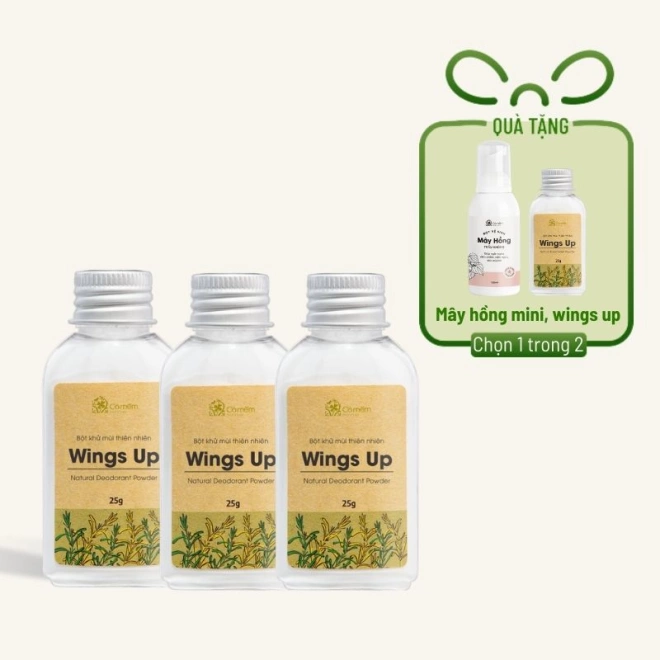 QUÀ TẶNG
Mây Hồng
Wings Up
25g
Mây hồng mini, wings up
Chọn 1 trong 2
Cỏ mềm
Bột khử mùi thiên nhiên
Wings Up
Natural Deodorant Powder
25g
Cỏ mềm
Bột khử mùi thiên nhiên
Wings Up
Natural Deodorant Powder
25g
Cỏ mềm
Bột khử mùi thiên nhiên
Wings Up
Natural Deodorant Powder
25g